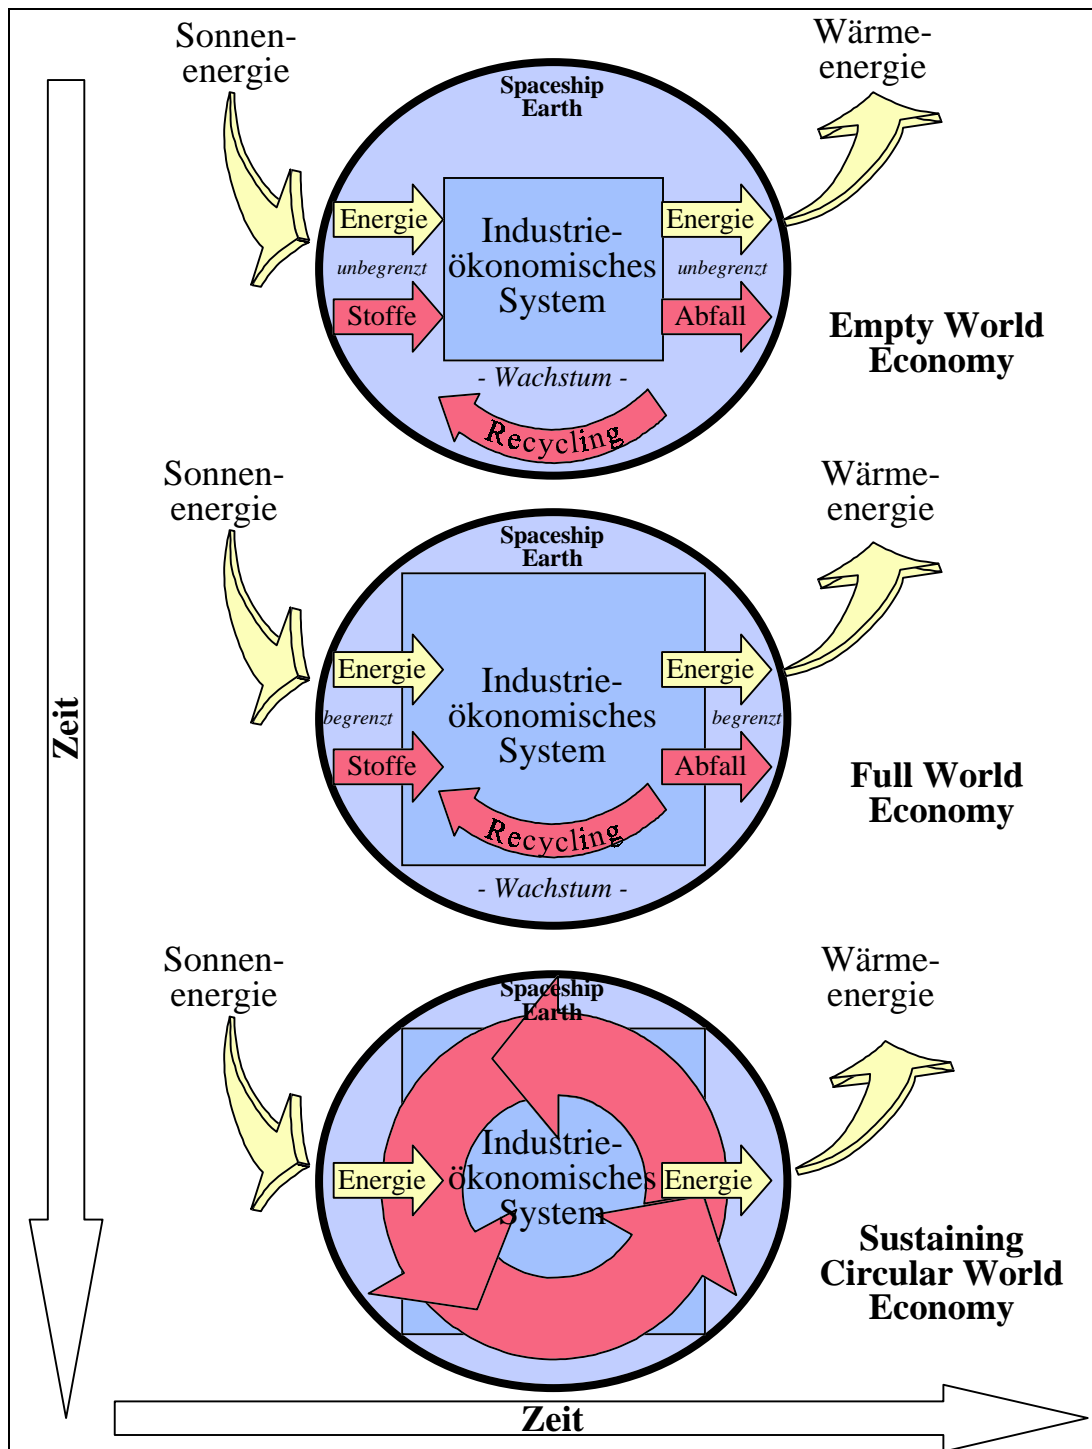 Sonnen-
energie
Wärme-
energie
Spaceship
Earth
Energie
Energie
Industrie-
ökonomisches
System
unbegrenzt
unbegrenzt
Stoffe
Abfall
Empty World
Economy
- Wachstum -
Recycling
Sonnen-
energie
Wärme-
energie
Spaceship
Earth
Energie
Energie
Industrie-
ökonomisches
System
begrenzt
begrenzt
Zeit
Stoffe
Abfall
Full World
Economy
Recycling
- Wachstum -
Sonnen-
energie
Wärme-
energie
Spaceship
Earth
Industrie-
ökonomisches
System
Energie
Energie
Sustaining
Circular World
Economy
Zeit